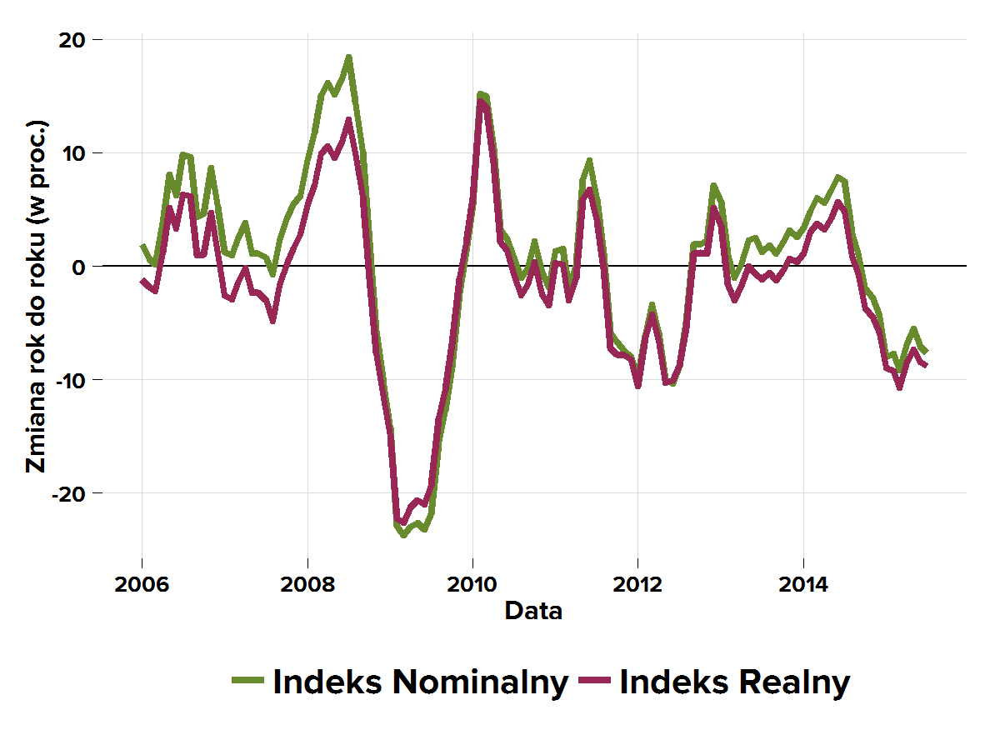 Zmiana rok do roku (w proc.)
20
10
0
-10
-20
2006 2008 2010 2012 2014
Data
Indeks Nominalny Indeks Realny